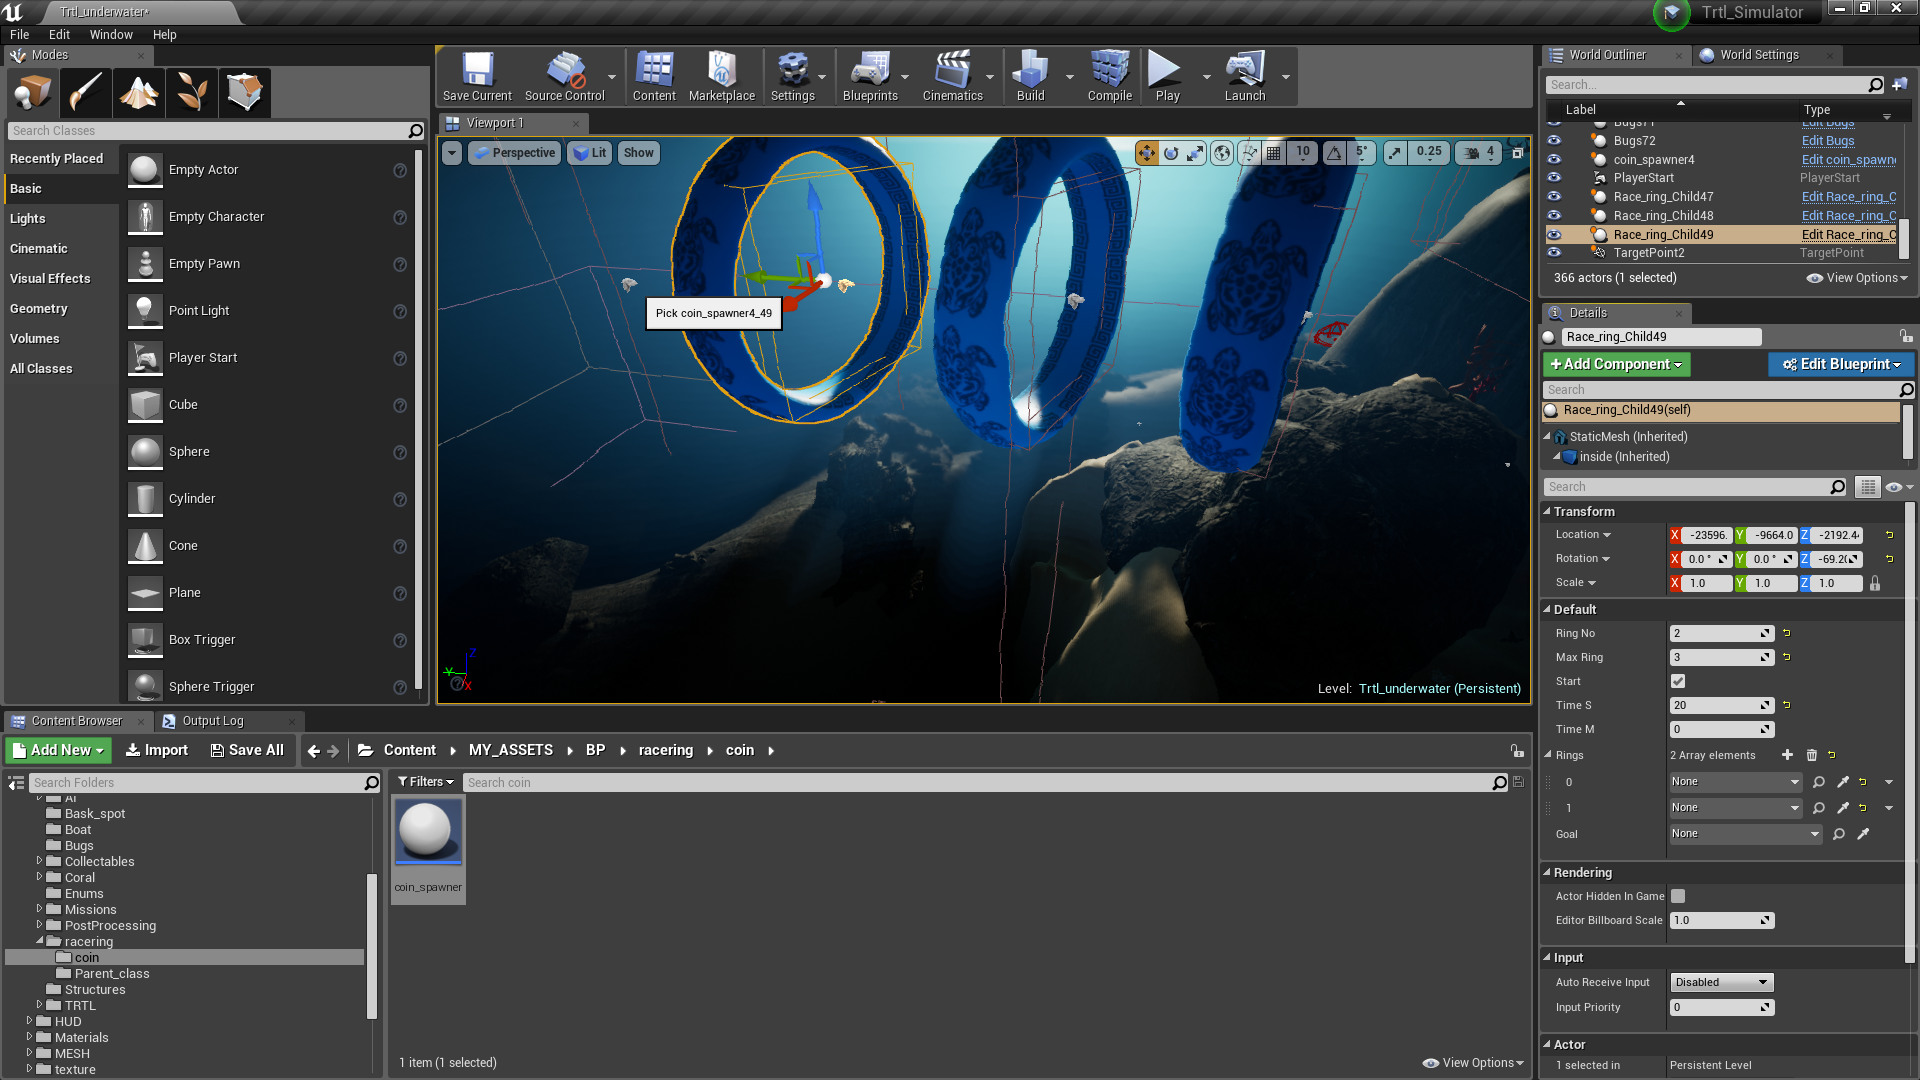 Trtl_underwater*
Trtl_Simulator
File Edit Window Help
Modes
Search Classes
Recently Placed
Basic
Lights
Cinematic
Visual Effects
Geometry
Volumes
All Classes
Empty Actor
Empty Character
Empty Pawn
Point Light
Player Start
Cube
Sphere
Cylinder
Cone
Plane
Box Trigger
Sphere Trigger
Save Current
Source Control
Content
Marketplace
Settings
Blueprints
Cinematics
Build
Compile
Play
Launch
Viewport 1
Perspective Lit Show
10 5° 0.25 4
Pick coin_spawner4_49
Z
Y
X
Level: Trtl_underwater (Persistent)
World Outliner
World Settings
Search...
Label Type
Bugs71 Edit Bugs
Bugs72 Edit Bugs
coin_spawner4 Edit coin_spawne
PlayerStart PlayerStart
Race_ring_Child47 Edit Race_ring_C
Race_ring_Child48 Edit Race_ring_C
Race_ring_Child49 Edit Race_ring_C
TargetPoint2 TargetPoint
366 actors (1 selected) View Options
Details
Race_ring_Child49
+Add Component Edit Blueprint
Search
Race_ring_Child49(self)
StaticMesh (Inherited)
inside (Inherited)
Search
Transform
Location X -23596. Y -9664.0 Z -2192.4
Rotation X 0.0 ° Y 0.0 ° Z -69.20
Scale X 1.0 Y 1.0 Z 1.0
Default
Ring No 2
Max Ring 3
Start
Time S 20
Time M 0
Rings 2 Array elements
0 None
1 None
Goal None
Rendering
Actor Hidden In Game
Editor Billboard Scale 1.0
Input
Auto Receive Input Disabled
Input Priority 0
Actor
1 selected in Persistent Level
Content Browser
Output Log
Add New Import Save All Content MY_ASSETS BP racering coin
Search Folders
Filters Search coin
AI
Bask_spot
Boat
Bugs
Collectables
Coral
Enums
Missions
PostProcessing
racering
coin
Parent_class
Structures
TRTL
HUD
Materials
MESH
texture
coin_spawner
1 item (1 selected) View Options